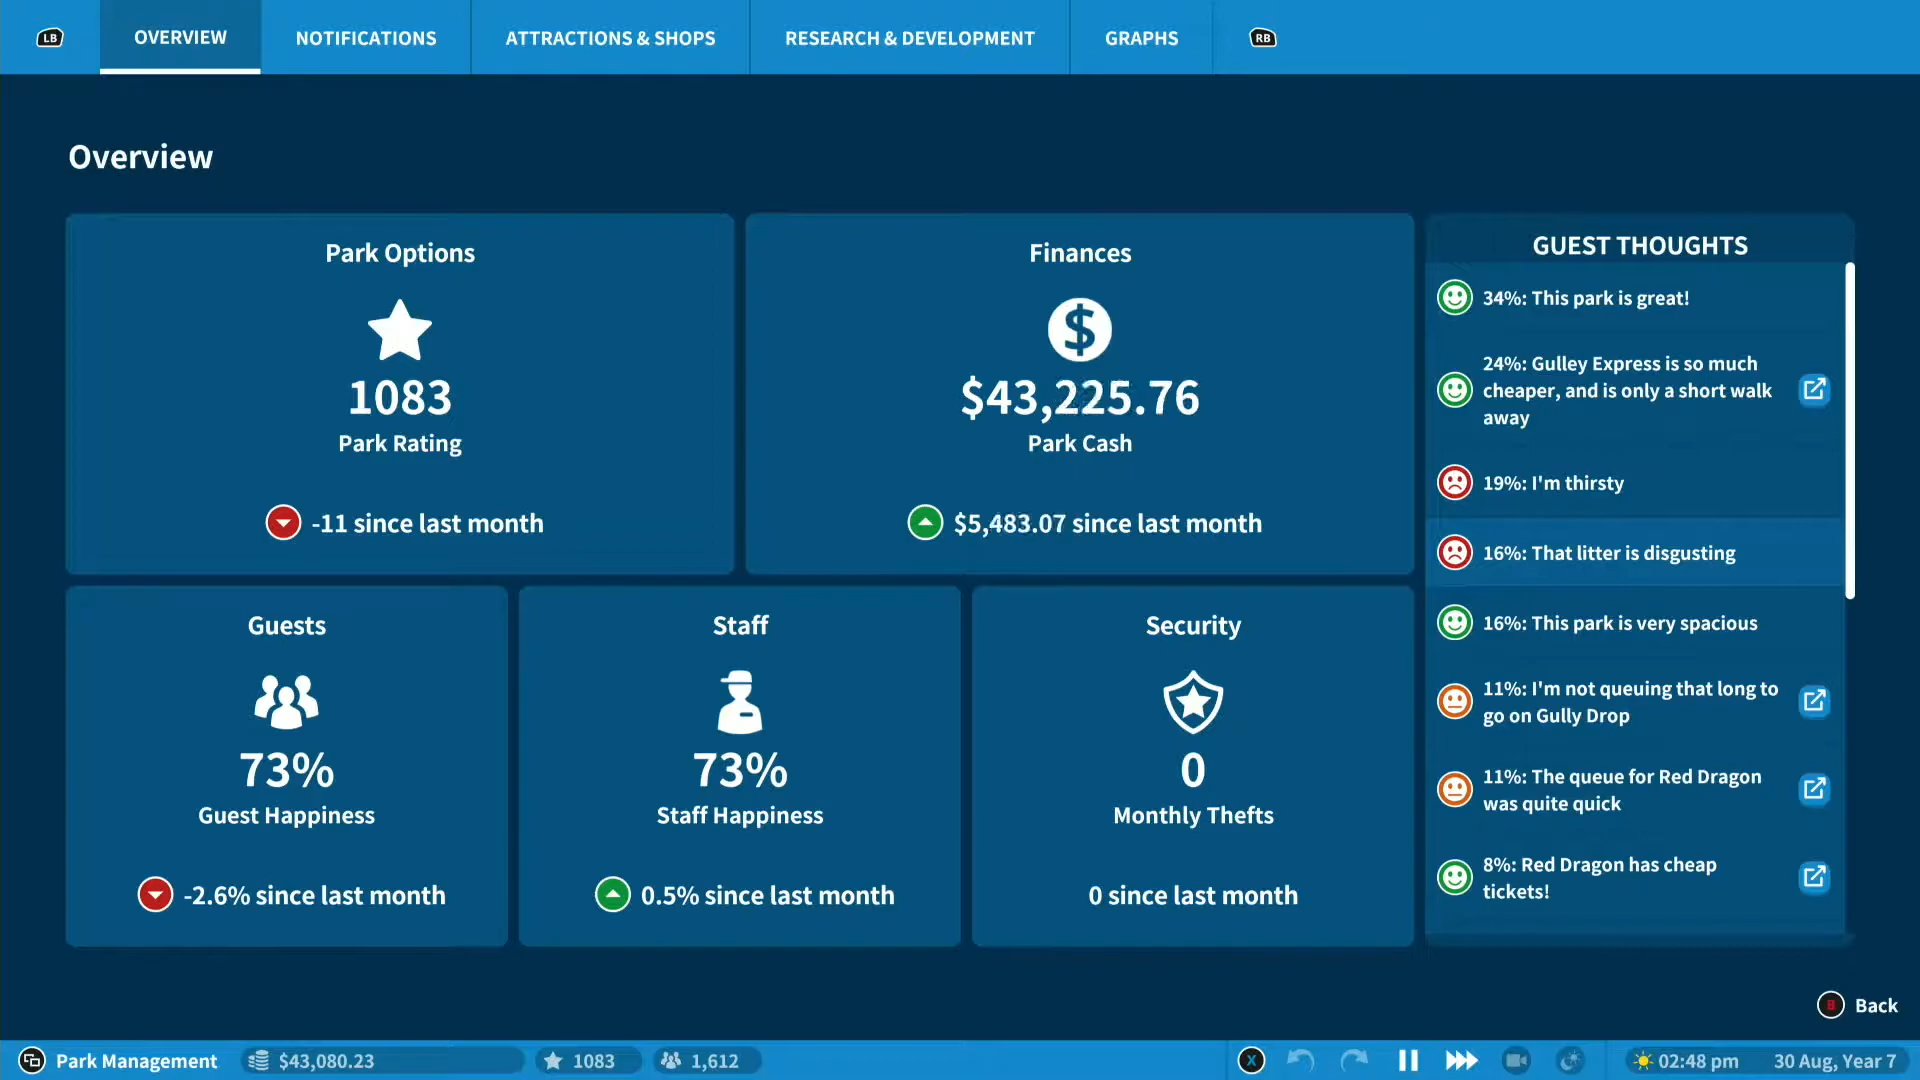 LB
OVERVIEW
NOTIFICATIONS
ATTRACTIONS & SHOPS
RESEARCH & DEVELOPMENT
GRAPHS
RB
Overview
Park Options
1083
Park Rating
-11 since last month
Finances
$
$43,225.76
Park Cash
$5,483.07 since last month
Guests
73%
Guest Happiness
-2.6% since last month
Staff
73%
Staff Happiness
0.5% since last month
Security
0
Monthly Thefts
0 since last month
GUEST THOUGHTS
34%: This park is great!
24%: Gulley Express is so much
cheaper, and is only a short walk
away
19%: I'm thirsty
16%: That litter is disgusting
16%: This park is very spacious
11%: I'm not queuing that long to
go on Gully Drop
11%: The queue for Red Dragon
was quite quick
8%: Red Dragon has cheap
tickets!
B Back
Park Management
$43,080.23
1083
1,612
X
02:48 pm
30 Aug, Year 7